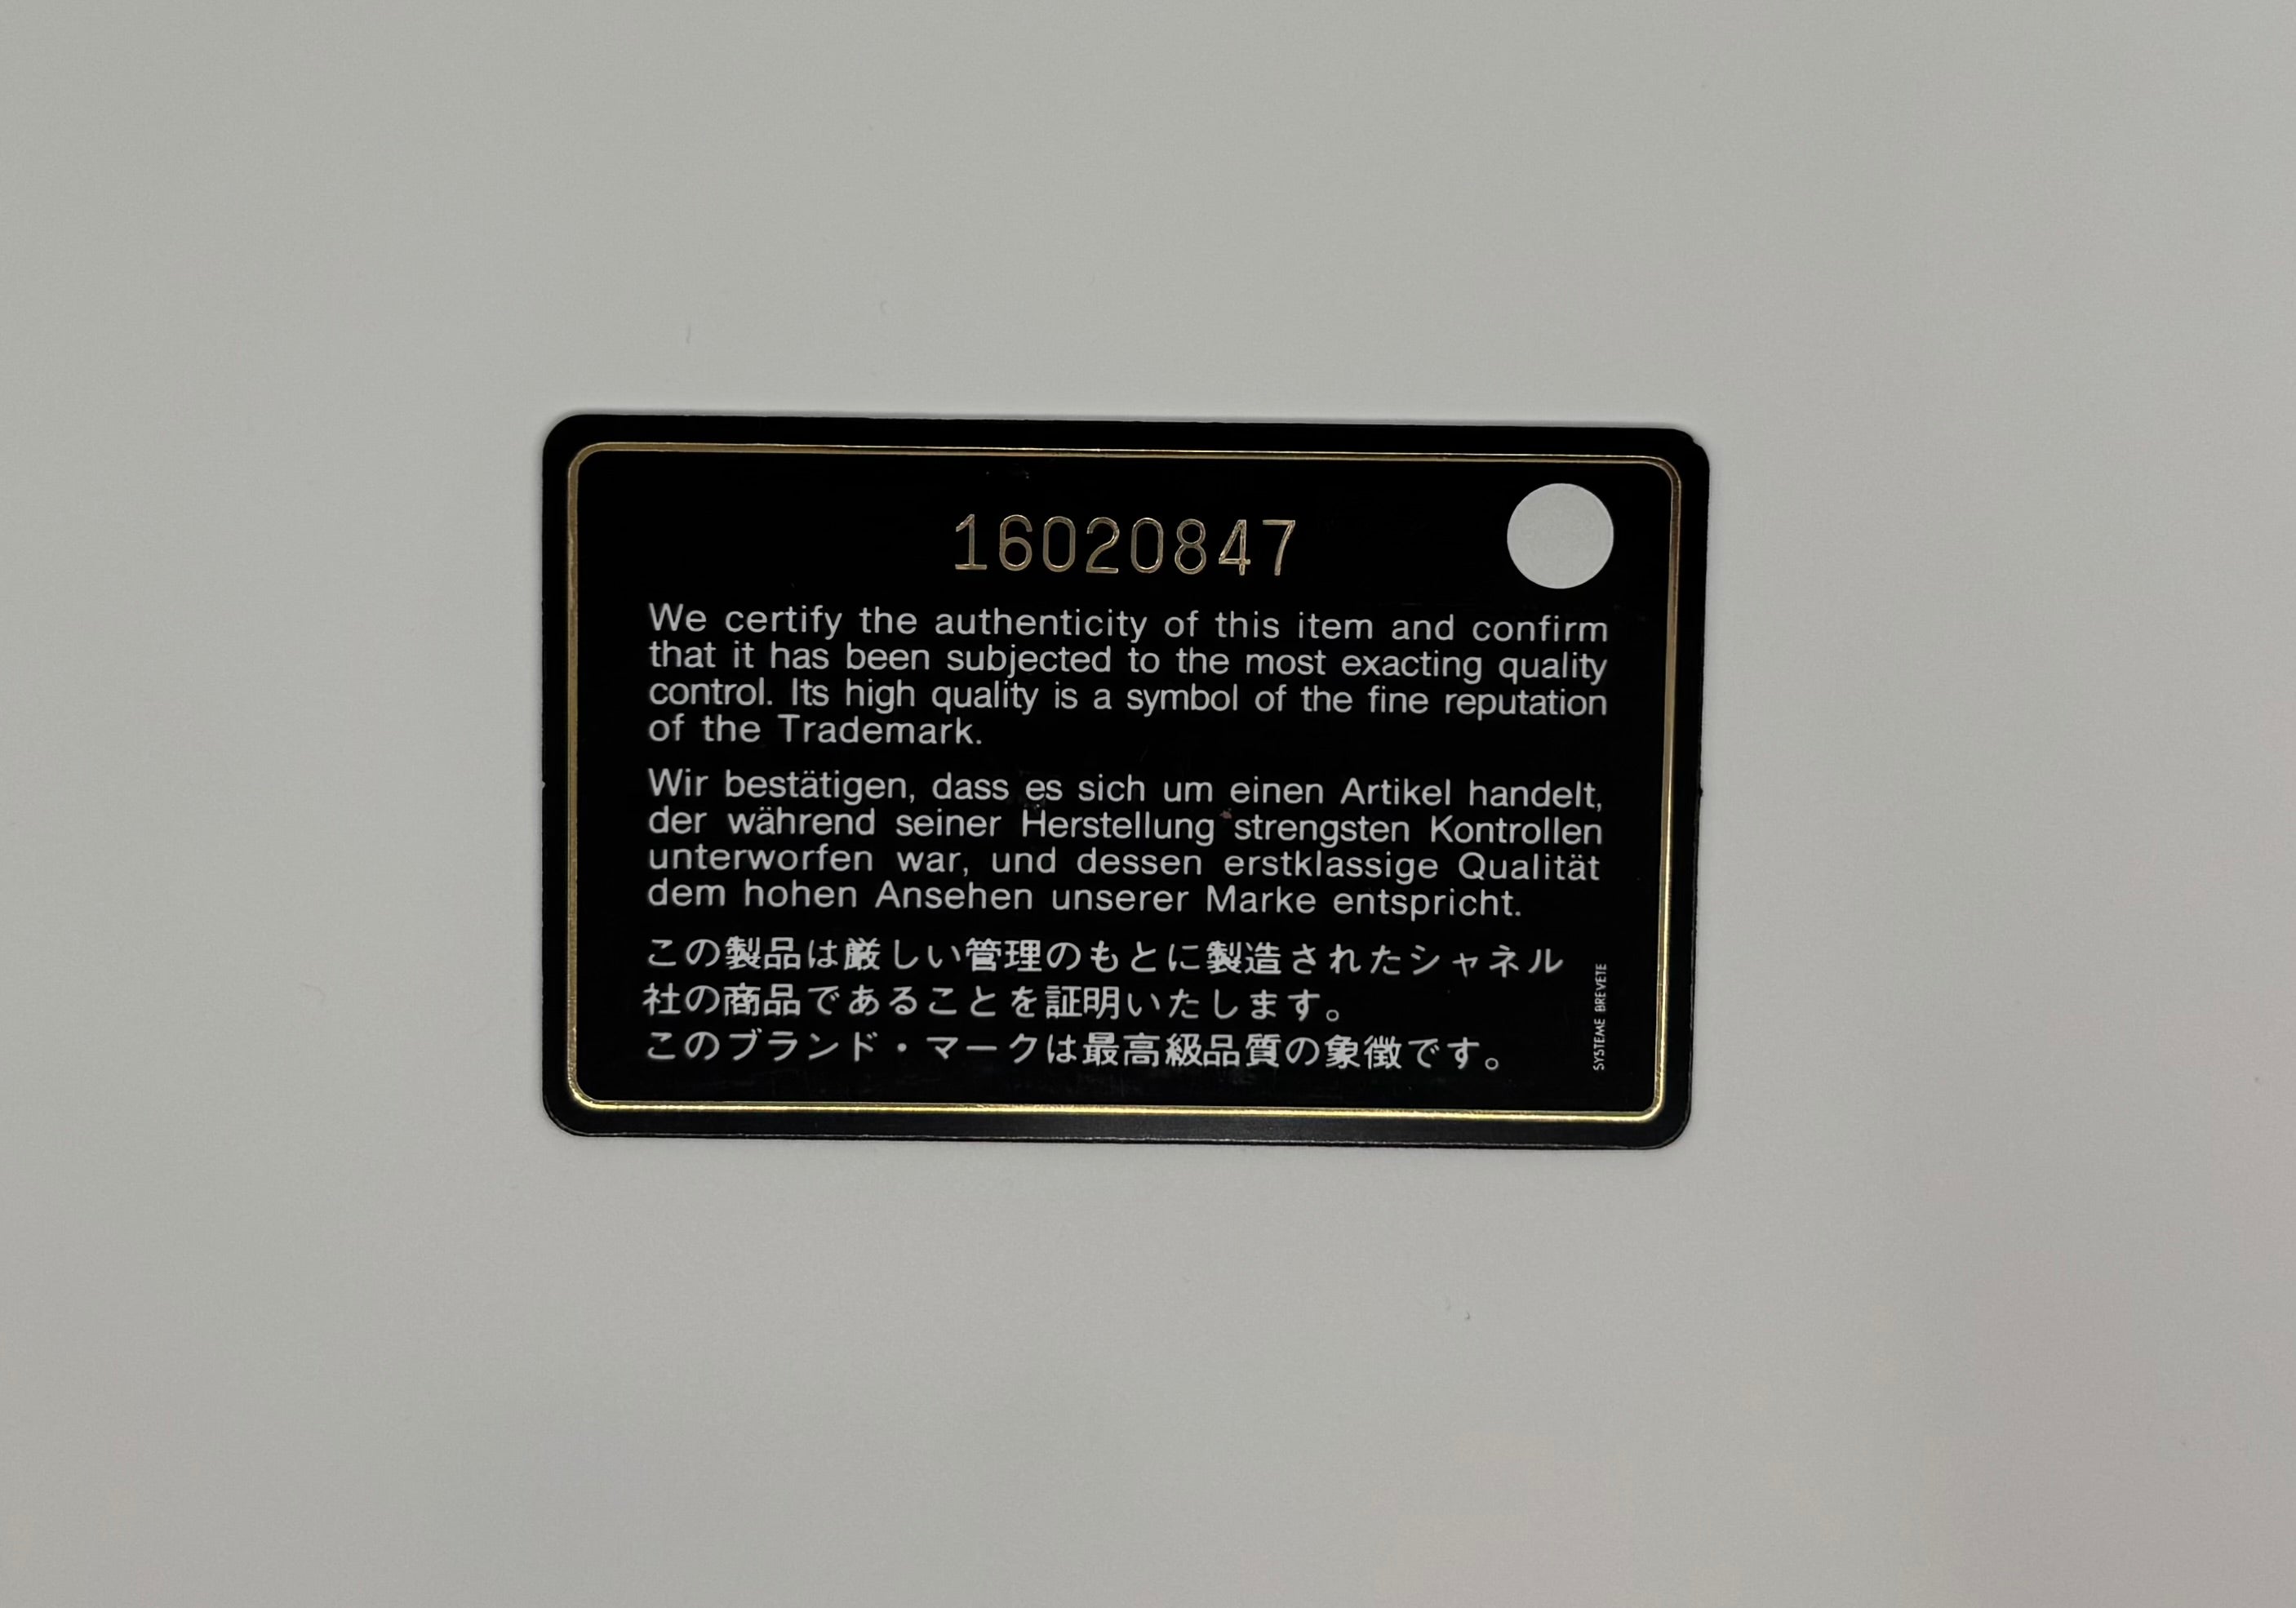 16020847
We certify the authenticity of this item and confirm
that it has been subjected to the most exacting quality
control. Its high quality is a symbol of the fine reputation
of the Trademark.
Wir bestätigen, dass es sich um einen Artikel handelt,
der während seiner Herstellung strengsten Kontrollen
unterworfen war, und dessen erstklassige Qualität
dem hohen Ansehen unserer Marke entspricht.
この製品は厳しい管理のもとに製造されたシャネル
社の商品であることを証明いたします。
このブランド・マークは最高級品質の象徴です。
SYSTEME BREVETE